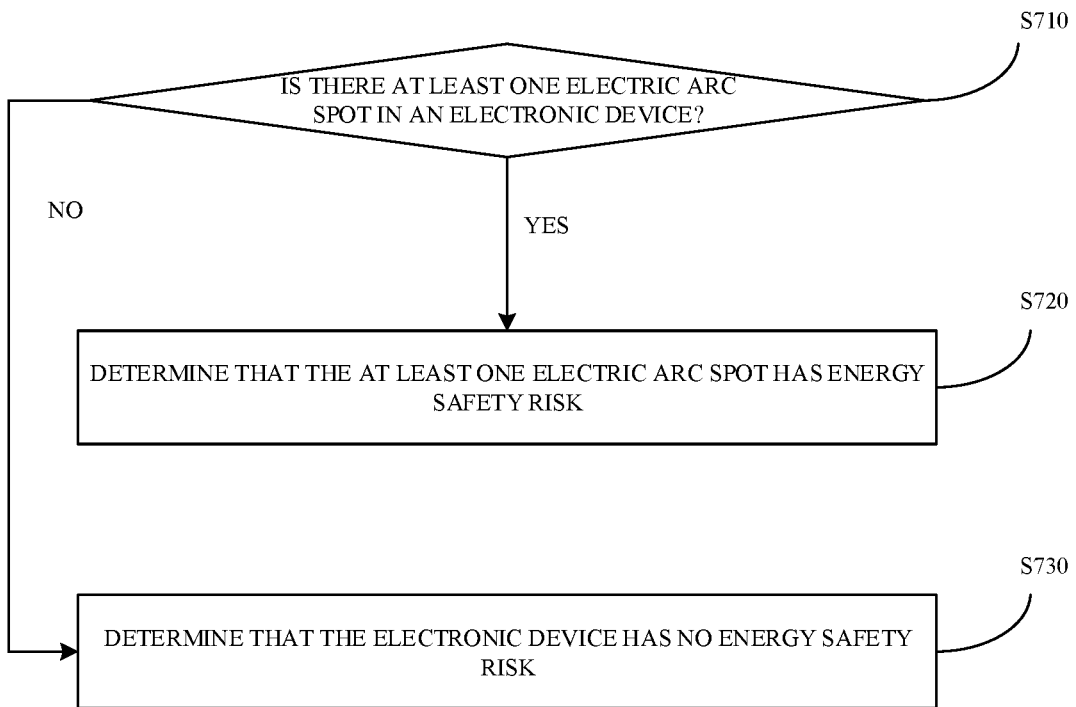 S710
IS THERE AT LEAST ONE ELECTRIC ARC
SPOT IN AN ELECTRONIC DEVICE?
NO
YES
S720
DETERMINE THAT THE AT LEAST ONE ELECTRIC ARC SPOT HAS ENERGY
SAFETY RISK
S730
DETERMINE THAT THE ELECTRONIC DEVICE HAS NO ENERGY SAFETY
RISK